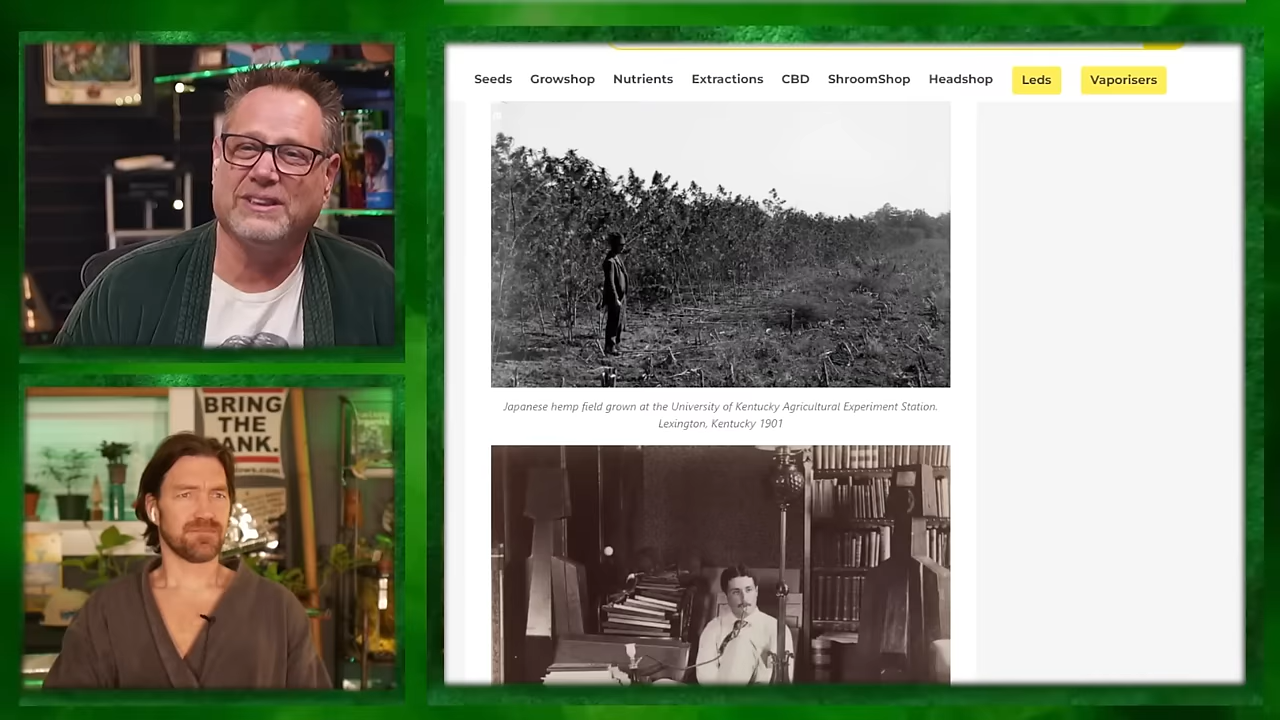 Seeds Growshop Nutrients Extractions CBD ShroomShop Headshop Leds Vaporisers
Japanese hemp field grown at the University of Kentucky Agricultural Experiment Station.
Lexington, Kentucky 1901
BRING
THE